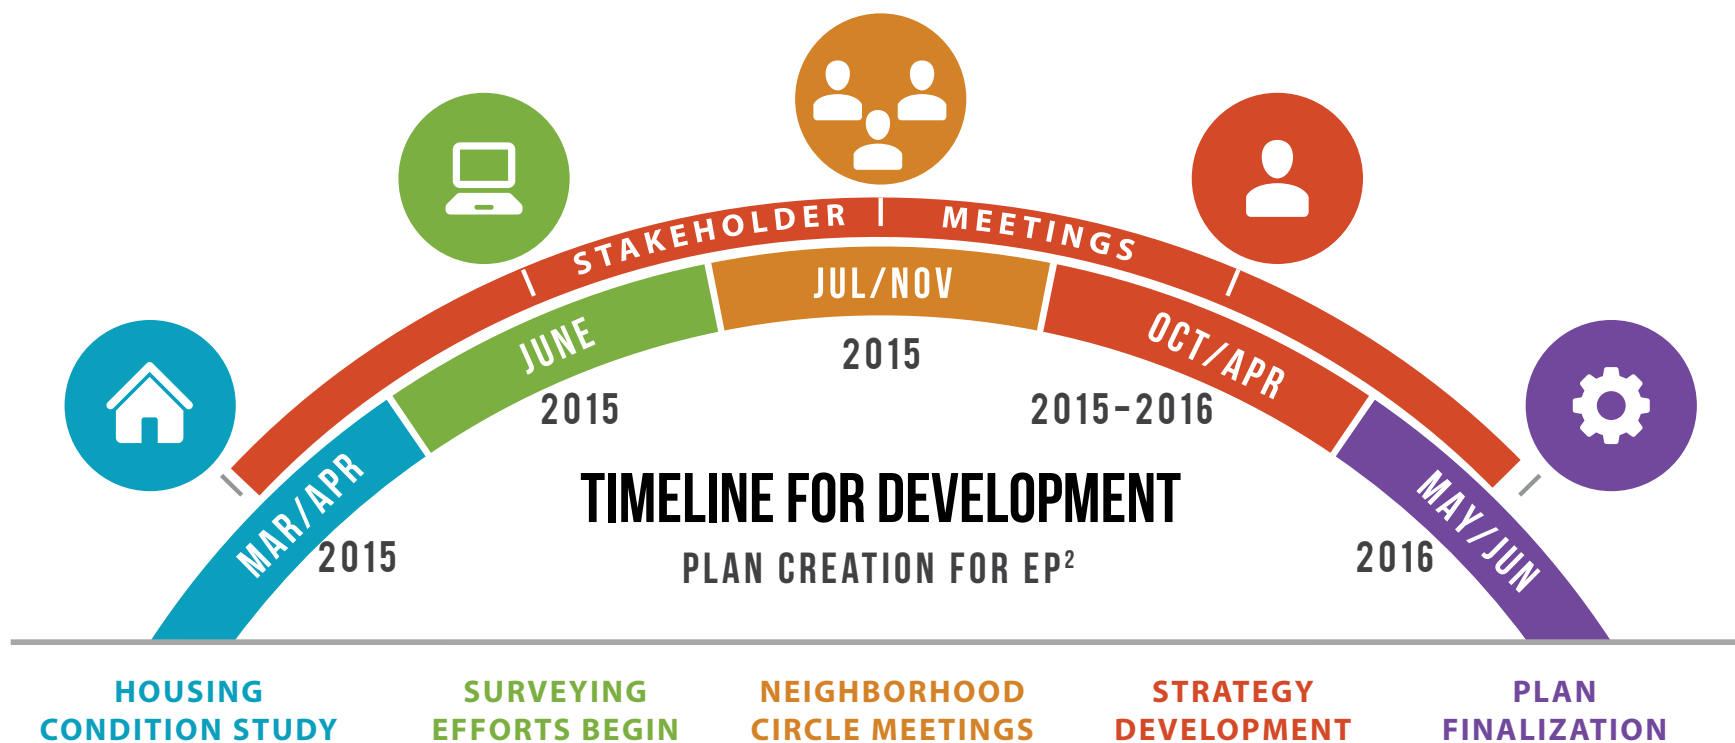 STAKEHOLDER MEETINGS
MAR/APR
2015
JUNE
2015
JUL/NOV
2015
OCT/APR
2015-2016
MAY/JUN
2016
TIMELINE FOR DEVELOPMENT
PLAN CREATION FOR EP²
HOUSING
CONDITION STUDY
SURVEYING
EFFORTS BEGIN
NEIGHBORHOOD
CIRCLE MEETINGS
STRATEGY
DEVELOPMENT
PLAN
FINALIZATION